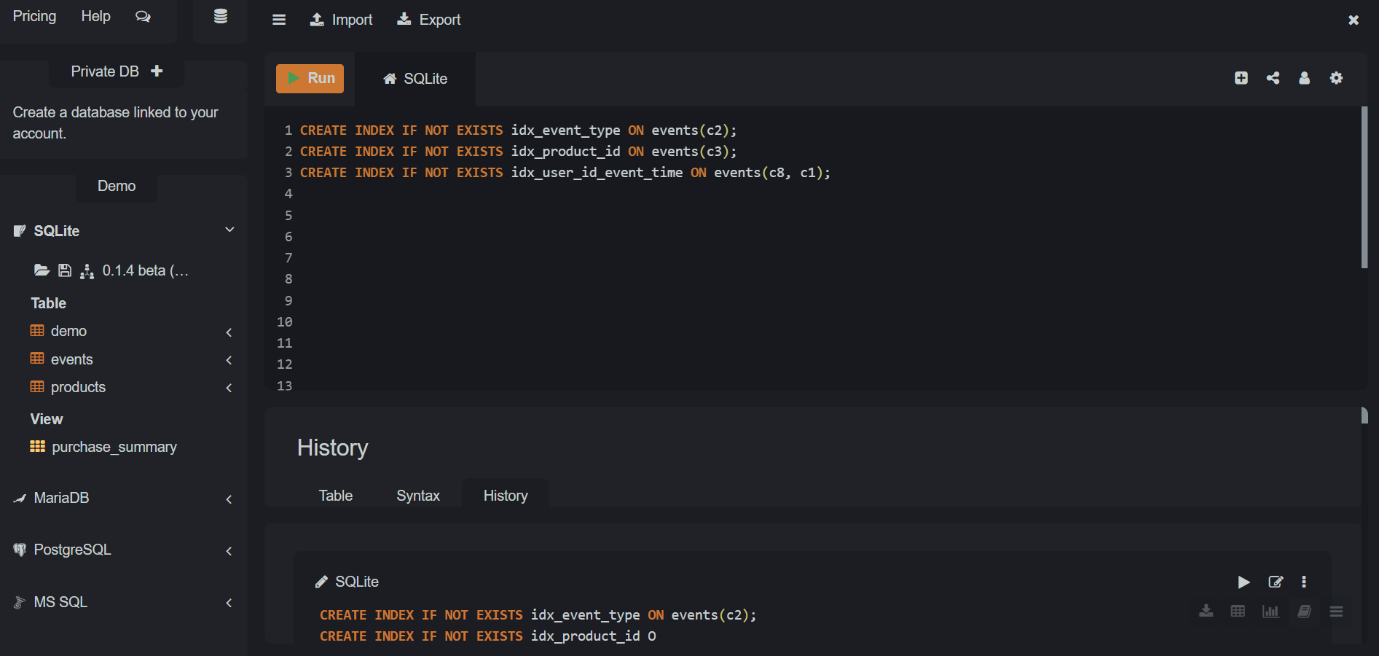 Pricing Help
Import Export
Private DB
Create a database linked to your
account.
Demo
SQLite
0.1.4 beta (...
Table
demo
events
products
View
purchase_summary
MariaDB
PostgreSQL
MS SQL
Run SQLite
1 CREATE INDEX IF NOT EXISTS idx_event_type ON events(c2);
2 CREATE INDEX IF NOT EXISTS idx_product_id ON events(c3);
3 CREATE INDEX IF NOT EXISTS idx_user_id_event_time ON events(c8, c1);
4
5
6
7
8
9
10
11
12
13
History
Table Syntax History
SQLite
CREATE INDEX IF NOT EXISTS idx_event_type ON events(c2);
CREATE INDEX IF NOT EXISTS idx_product_id O